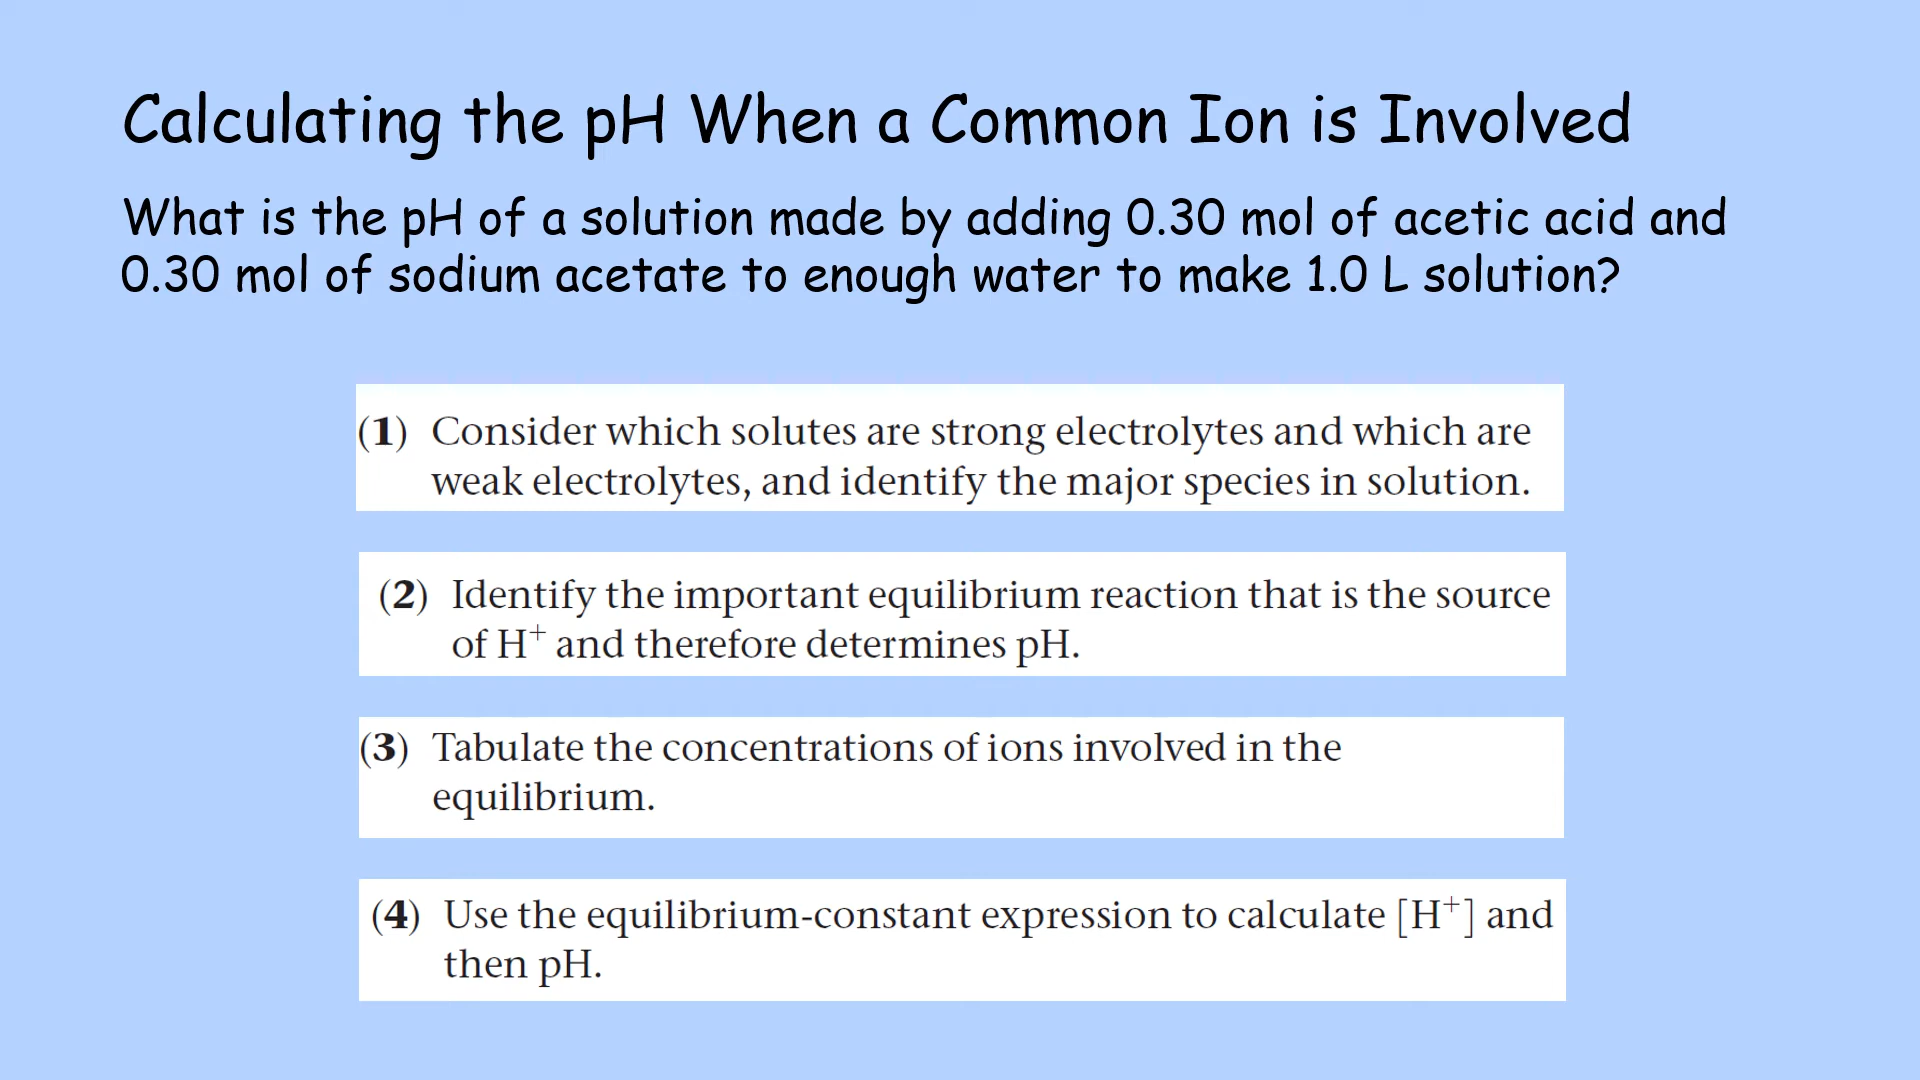 Calculating the pH When a Common Ion is Involved
What is the pH of a solution made by adding 0.30 mol of acetic acid and
0.30 mol of sodium acetate to enough water to make 1.0 L solution?
(1) Consider which solutes are strong electrolytes and which are
weak electrolytes, and identify the major species in solution.
(2) Identify the important equilibrium reaction that is the source
of H⁺ and therefore determines pH.
(3) Tabulate the concentrations of ions involved in the
equilibrium.
(4) Use the equilibrium-constant expression to calculate [H⁺] and
then pH.